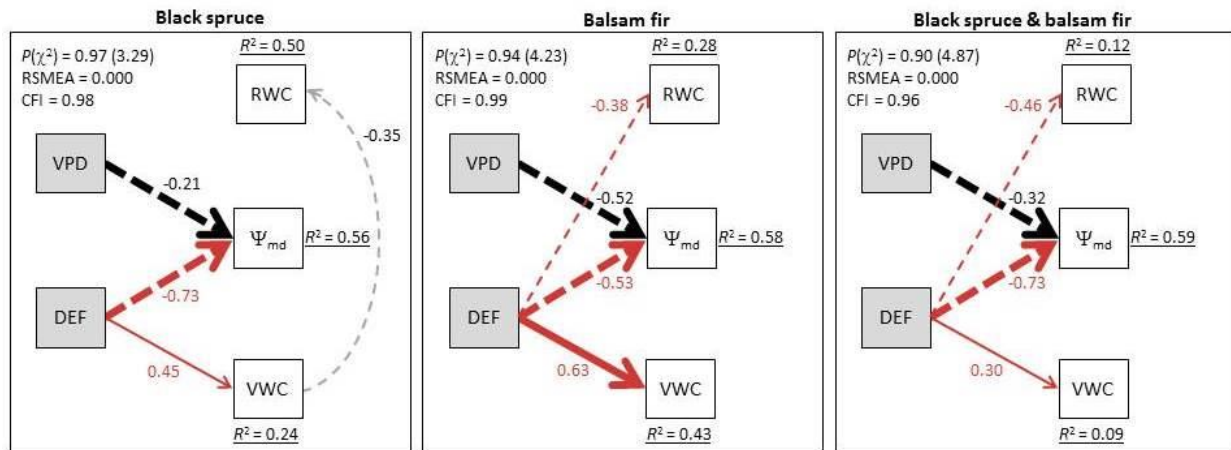 Black spruce
P(χ²) = 0.97 (3.29)
RSMEA = 0.000
CFI = 0.98
R² = 0.50
RWC
-0.35
VPD
-0.21
Ψmd
R² = 0.56
-0.73
DEF
0.45
VWC
R² = 0.24
Balsam fir
P(χ²) = 0.94 (4.23)
RSMEA = 0.000
CFI = 0.99
R² = 0.28
RWC
-0.38
VPD
-0.52
Ψmd
R² = 0.58
-0.53
DEF
0.63
VWC
R² = 0.43
Black spruce & balsam fir
P(χ²) = 0.90 (4.87)
RSMEA = 0.000
CFI = 0.96
R² = 0.12
RWC
-0.46
VPD
-0.32
Ψmd
R² = 0.59
-0.73
DEF
0.30
VWC
R² = 0.09